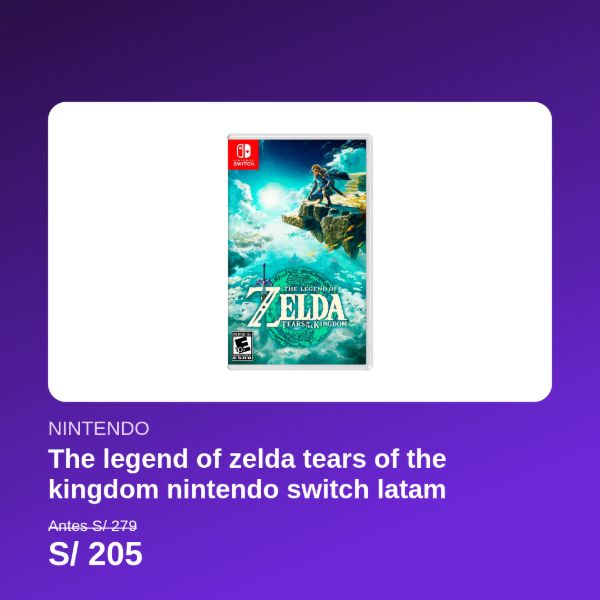 NINTENDO
SWITCH
THE LEGEND OF
ZELDA
TEARS OF THE KINGDOM
E
ESRB
NINTENDO
The legend of zelda tears of the
kingdom nintendo switch latam
Antes S/ 279
S/ 205